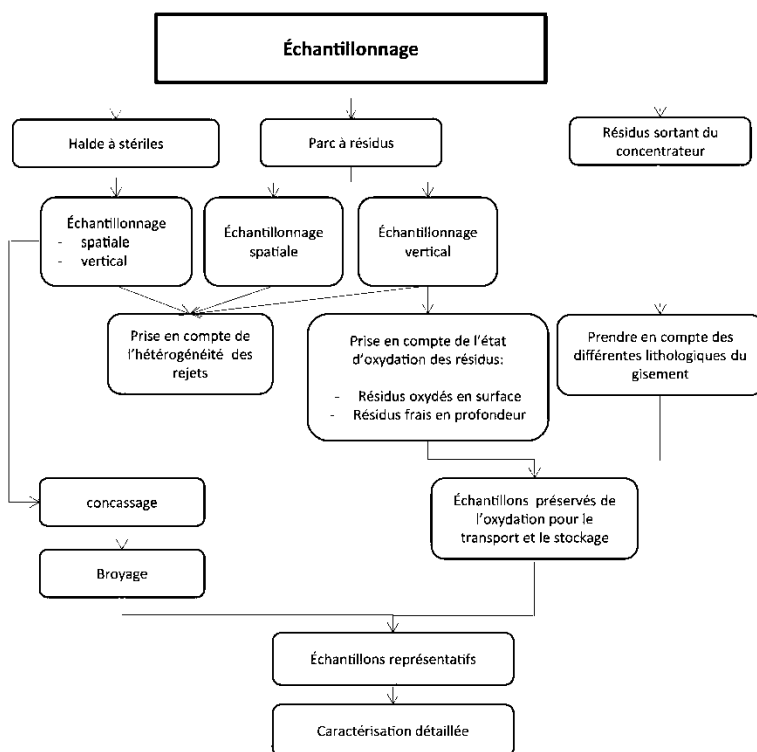 Échantillonnage
Halde à stériles
Parc à résidus
Résidus sortant du
concentrateur
Échantillonnage
- spatiale
- vertical
Échantillonnage
spatiale
Échantillonnage
vertical
Prise en compte de
l'hétérogénéité des
rejets
Prise en compte de l'état
d'oxydation des résidus:
- Résidus oxydés en surface
- Résidus frais en profondeur
Prendre en compte des
différentes lithologiques du
gisement
concassage
Échantillons préservés de
l'oxydation pour le
transport et le stockage
Broyage
Échantillons représentatifs
Caractérisation détaillée